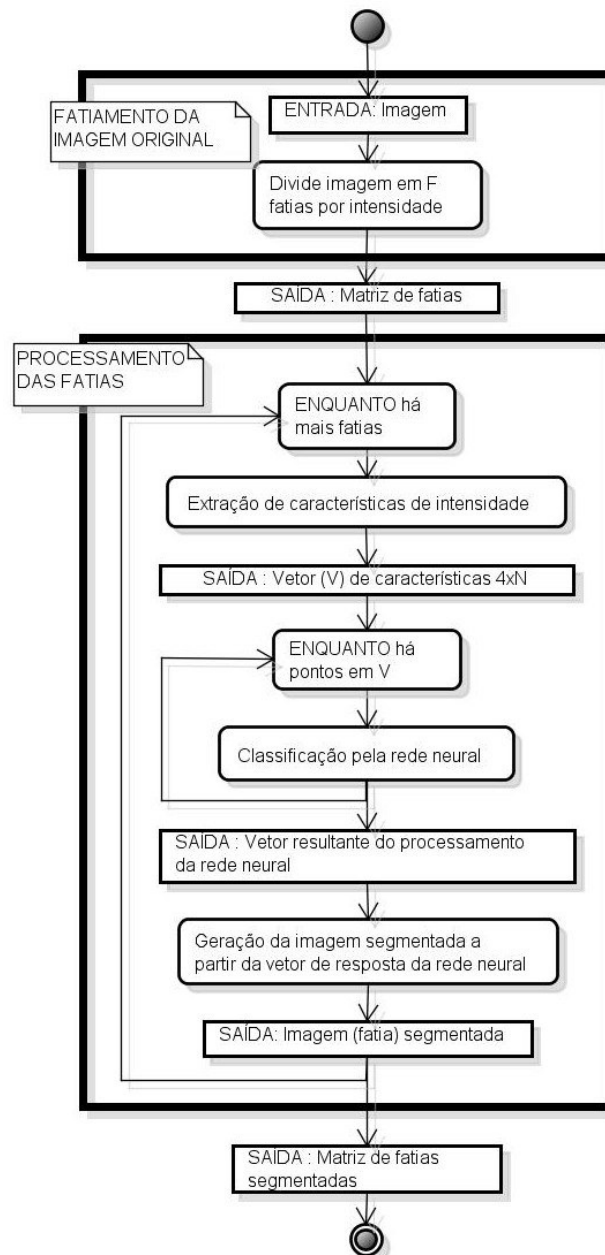 FATIAMENTO DA
IMAGEM ORIGINAL
ENTRADA: Imagem
Divide imagem em F
fatias por intensidade
SAÍDA : Matriz de fatias
PROCESSAMENTO
DAS FATIAS
ENQUANTO há
mais fatias
Extração de características de intensidade
SAÍDA : Vetor (V) de características 4xN
ENQUANTO há
pontos em V
Classificação pela rede neural
SAÍDA : Vetor resultante do processamento
da rede neural
Geração da imagem segmentada a
partir da vetor de resposta da rede neural
SAÍDA: Imagem (fatia) segmentada
SAÍDA : Matriz de fatias
segmentadas